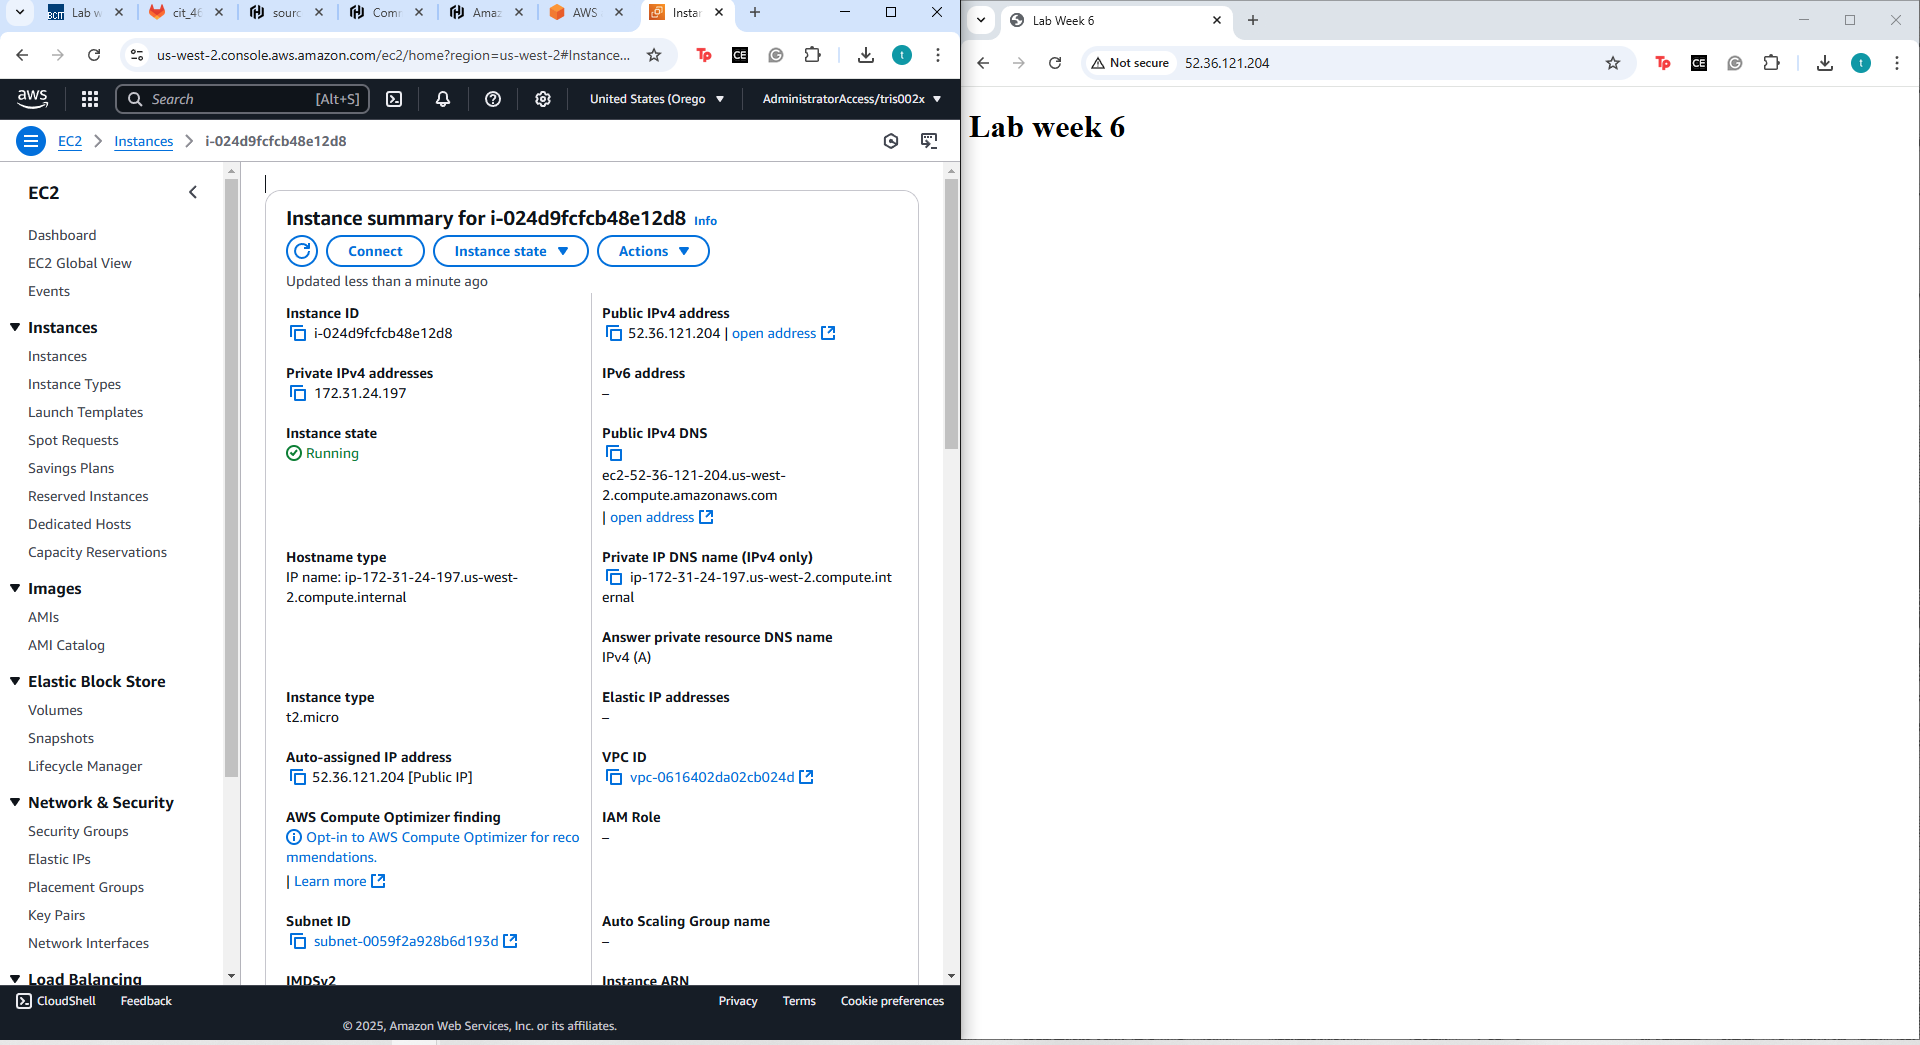 Lab w
cit_46
sourc
Comm
Amaz
AWS
Instar
us-west-2.console.aws.amazon.com/ec2/home?region=us-west-2#Instance...
Tp
CE
t
aws
Search [Alt+S]
United States (Orego
AdministratorAccess/tris002x
EC2
Instances
i-024d9fcfcb48e12d8
EC2
Dashboard
EC2 Global View
Events
Instances
Instances
Instance Types
Launch Templates
Spot Requests
Savings Plans
Reserved Instances
Dedicated Hosts
Capacity Reservations
Images
AMIs
AMI Catalog
Elastic Block Store
Volumes
Snapshots
Lifecycle Manager
Network & Security
Security Groups
Elastic IPs
Placement Groups
Key Pairs
Network Interfaces
Load Balancing
Instance summary for i-024d9fcfcb48e12d8 Info
Connect
Instance state
Actions
Updated less than a minute ago
Instance ID
i-024d9fcfcb48e12d8
Public IPv4 address
52.36.121.204 | open address
Private IPv4 addresses
172.31.24.197
IPv6 address
–
Instance state
Running
Public IPv4 DNS
ec2-52-36-121-204.us-west-
2.compute.amazonaws.com
| open address
Hostname type
IP name: ip-172-31-24-197.us-west-
2.compute.internal
Private IP DNS name (IPv4 only)
ip-172-31-24-197.us-west-2.compute.int
ernal
Answer private resource DNS name
IPv4 (A)
Instance type
t2.micro
Elastic IP addresses
–
Auto-assigned IP address
52.36.121.204 [Public IP]
VPC ID
vpc-0616402da02cb024d
AWS Compute Optimizer finding
Opt-in to AWS Compute Optimizer for reco
mmendations.
| Learn more
IAM Role
–
Subnet ID
subnet-0059f2a928b6d193d
Auto Scaling Group name
–
IMDSv2
Instance ARN
CloudShell
Feedback
Privacy
Terms
Cookie preferences
© 2025, Amazon Web Services, Inc. or its affiliates.
Lab Week 6
Not secure
52.36.121.204
Tp
CE
t
Lab week 6